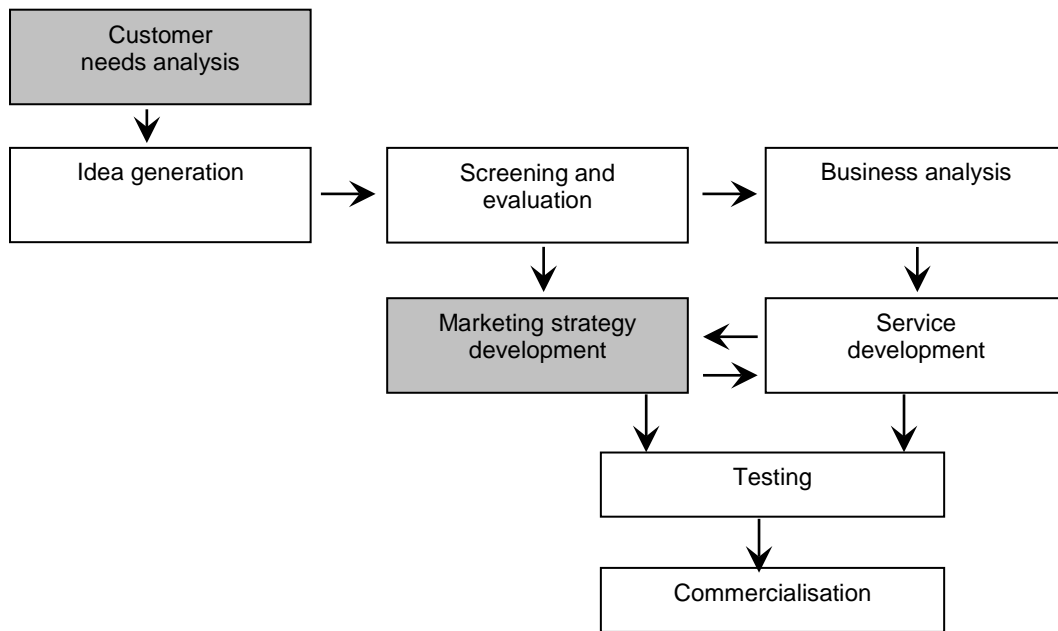 Customer
needs analysis
Idea generation
Screening and
evaluation
Business analysis
Marketing strategy
development
Service
development
Testing
Commercialisation